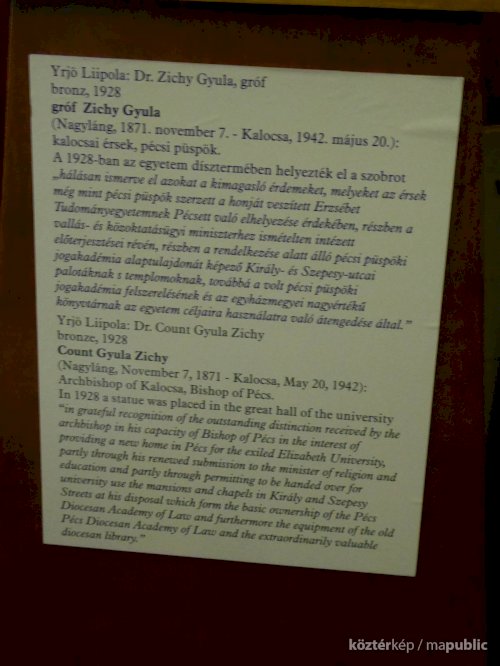 Yrjö Liipola: Dr. Zichy Gyula, gróf
bronz, 1928
gróf Zichy Gyula
(Nagyláng, 1871. november 7. - Kalocsa, 1942. május 20.):
kalocsai érsek, pécsi püspök.
A 1928-ban az egyetem dísztermében helyezték el a szobrot
„hálásan ismerve el azokat a kimagasló érdemeket, melyeket az érsek
még mint pécsi püspök szerzett a honját veszített Erzsébet
Tudományegyetemnek Pécsett való elhelyezése érdekében, részben a
vallás- és közoktatásügyi miniszterhez ismételten intézett
előterjesztései révén, részben a rendelkezése alatt álló pécsi püspöki
jogakadémia alaptulajdonát képező Király- és Szepesy-utcai
palotáknak s templomoknak, továbbá a volt pécsi püspöki
jogakadémia felszerelésének és az egyházmegyei nagyértékű
könyvtárnak az egyetem céljaira használatra való átengedése által.”
Yrjö Liipola: Dr. Count Gyula Zichy
bronze, 1928
Count Gyula Zichy
(Nagyláng, November 7, 1871 - Kalocsa, May 20, 1942):
Archbishop of Kalocsa, Bishop of Pécs.
In 1928 a statue was placed in the great hall of the university
“in grateful recognition of the outstanding distinction received by the
archbishop in his capacity of Bishop of Pécs in the interest of
providing a new home in Pécs for the exiled Elizabeth University,
partly through his renewed submission to the minister of religion and
education and partly through permitting to be handed over for
university use the mansions and chapels in Király and Szepesy
Streets at his disposal which form the basic ownership of the Pécs
Diocesan Academy of Law and furthermore the equipment of the old
Pécs Diocesan Academy of Law and the extraordinarily valuable
diocesan library.”
köztérkép / mapublic